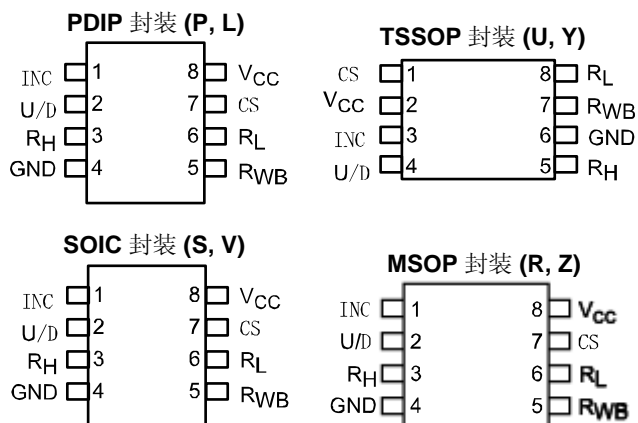 PDIP 封装 (P, L)
INC 1 8 VCC
U/D 2 7 CS
RH 3 6 RL
GND 4 5 RWB
TSSOP 封装 (U, Y)
CS 1 8 RL
VCC 2 7 RWB
INC 3 6 GND
U/D 4 5 RH
SOIC 封装 (S, V)
INC 1 8 VCC
U/D 2 7 CS
RH 3 6 RL
GND 4 5 RWB
MSOP 封装 (R, Z)
INC 1 8 VCC
U/D 2 7 CS
RH 3 6 RL
GND 4 5 RWB